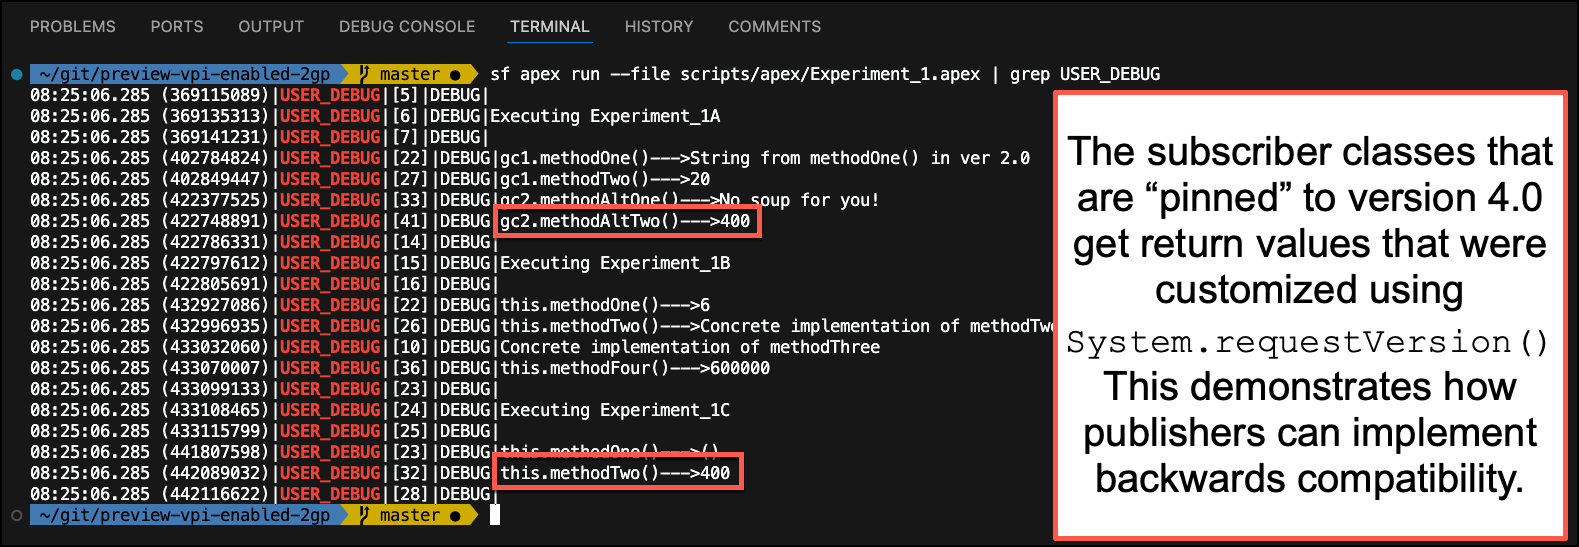 PROBLEMS PORTS OUTPUT DEBUG CONSOLE TERMINAL HISTORY COMMENTS
~/git/preview-vpi-enabled-2gp master ● sf apex run --file scripts/apex/Experiment_1.apex | grep USER_DEBUG
08:25:06.285 (369115089)|USER_DEBUG|[5]|DEBUG|
08:25:06.285 (369135313)|USER_DEBUG|[6]|DEBUG|Executing Experiment_1A
08:25:06.285 (369141231)|USER_DEBUG|[7]|DEBUG|
08:25:06.285 (402784824)|USER_DEBUG|[22]|DEBUG|gc1.methodOne()--->String from methodOne() in ver 2.0
08:25:06.285 (402849447)|USER_DEBUG|[27]|DEBUG|gc1.methodTwo()--->20
08:25:06.285 (422377525)|USER_DEBUG|[33]|DEBUG|gc2.methodAltOne()--->No soup for you!
08:25:06.285 (422748891)|USER_DEBUG|[41]|DEBUG|gc2.methodAltTwo()--->400
08:25:06.285 (422786331)|USER_DEBUG|[14]|DEBUG|
08:25:06.285 (422797612)|USER_DEBUG|[15]|DEBUG|Executing Experiment_1B
08:25:06.285 (422805691)|USER_DEBUG|[16]|DEBUG|
08:25:06.285 (432927086)|USER_DEBUG|[22]|DEBUG|this.methodOne()--->6
08:25:06.285 (432996935)|USER_DEBUG|[26]|DEBUG|this.methodTwo()--->Concrete implementation of methodTwo
08:25:06.285 (433032060)|USER_DEBUG|[10]|DEBUG|Concrete implementation of methodThree
08:25:06.285 (433070007)|USER_DEBUG|[36]|DEBUG|this.methodFour()--->600000
08:25:06.285 (433099133)|USER_DEBUG|[23]|DEBUG|
08:25:06.285 (433108465)|USER_DEBUG|[24]|DEBUG|Executing Experiment_1C
08:25:06.285 (433115799)|USER_DEBUG|[25]|DEBUG|
08:25:06.285 (441807598)|USER_DEBUG|[23]|DEBUG|this.methodOne()--->()
08:25:06.285 (442089032)|USER_DEBUG|[32]|DEBUG|this.methodTwo()--->400
08:25:06.285 (442116622)|USER_DEBUG|[28]|DEBUG|
~/git/preview-vpi-enabled-2gp master ●
The subscriber classes that
are “pinned” to version 4.0
get return values that were
customized using
System.requestVersion()
This demonstrates how
publishers can implement
backwards compatibility.